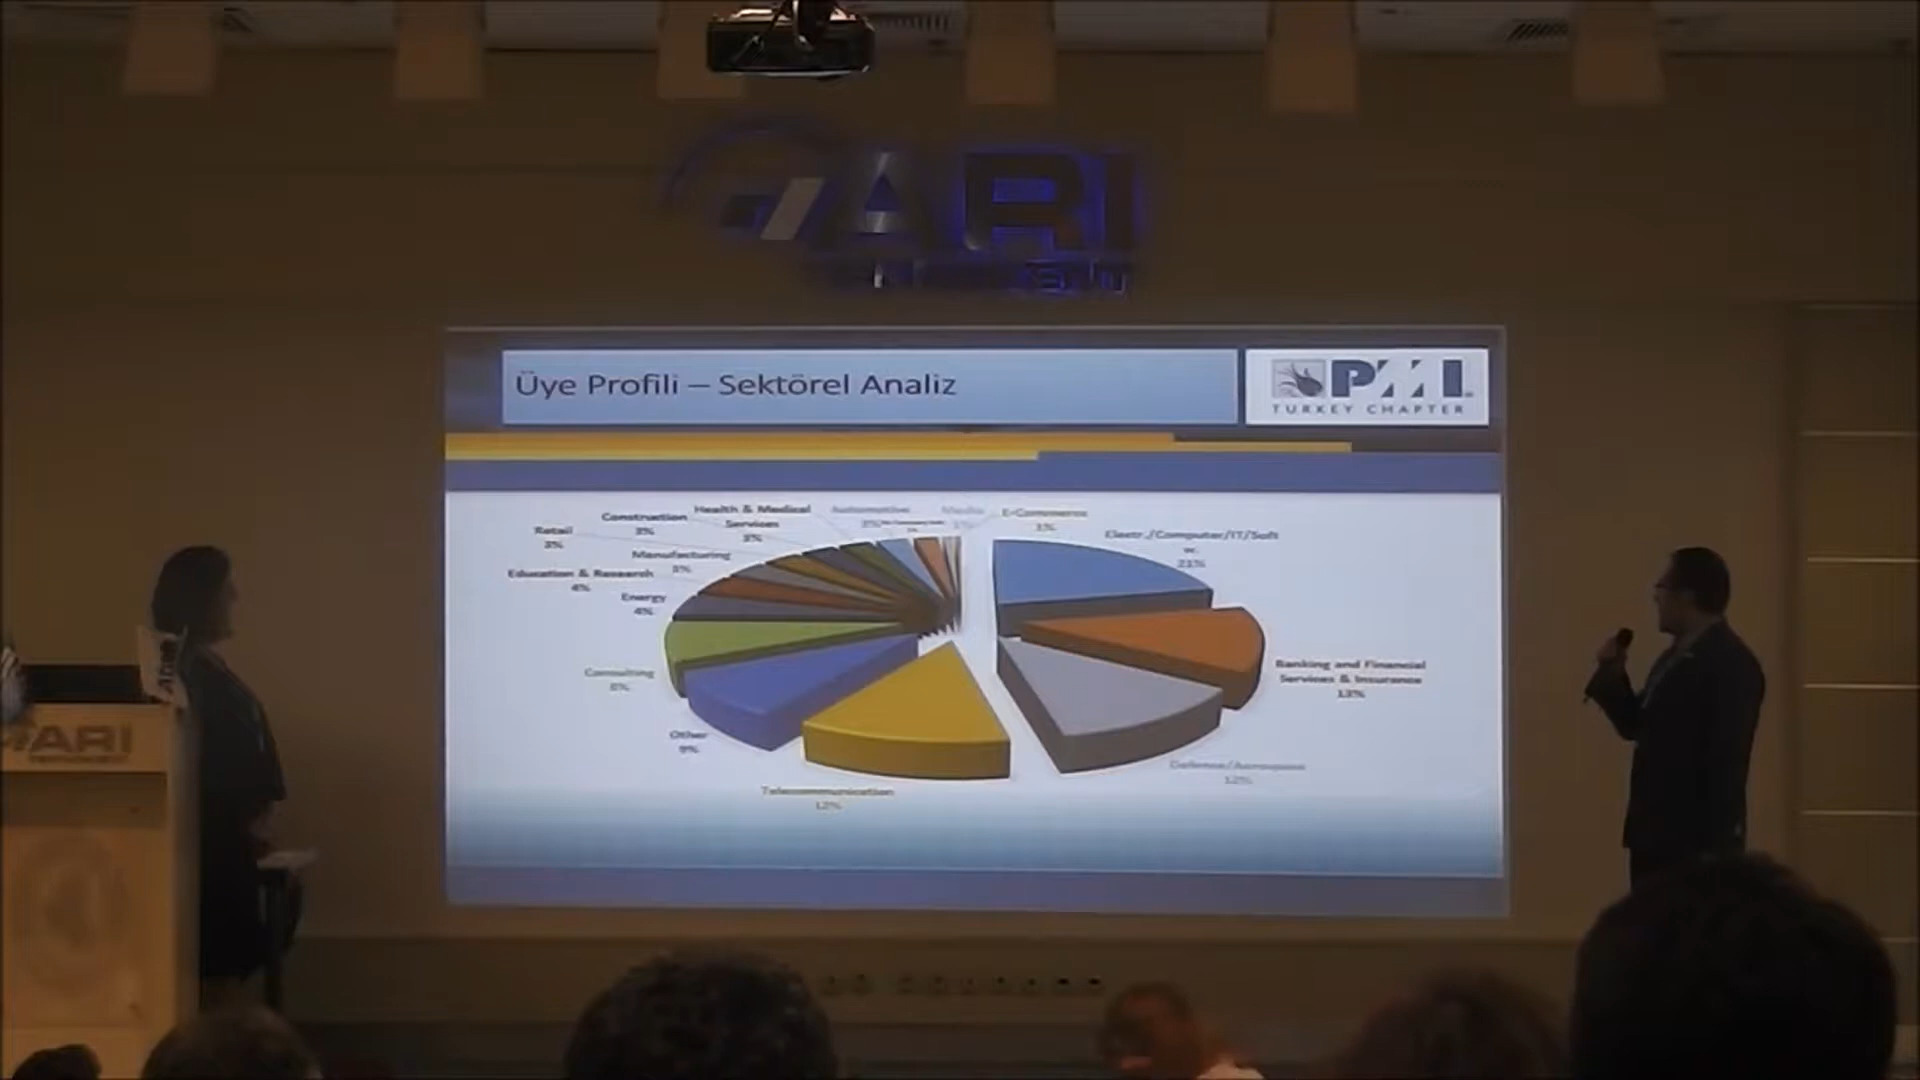 ARI
Üye Profili – Sektörel Analiz
PMI
TURKEY CHAPTER
Health & Medical
Services
3%
Construction
3%
Retail
3%
Automotive
Media
E-Commerce
1%
Electr./Computer/IT/Soft
w.
21%
Manufacturing
3%
Education & Research
4%
Energy
4%
Banking and Financial
Services & Insurance
13%
Consulting
8%
Other
9%
Defence/Aerospace
12%
Telecommunication
12%
ARI